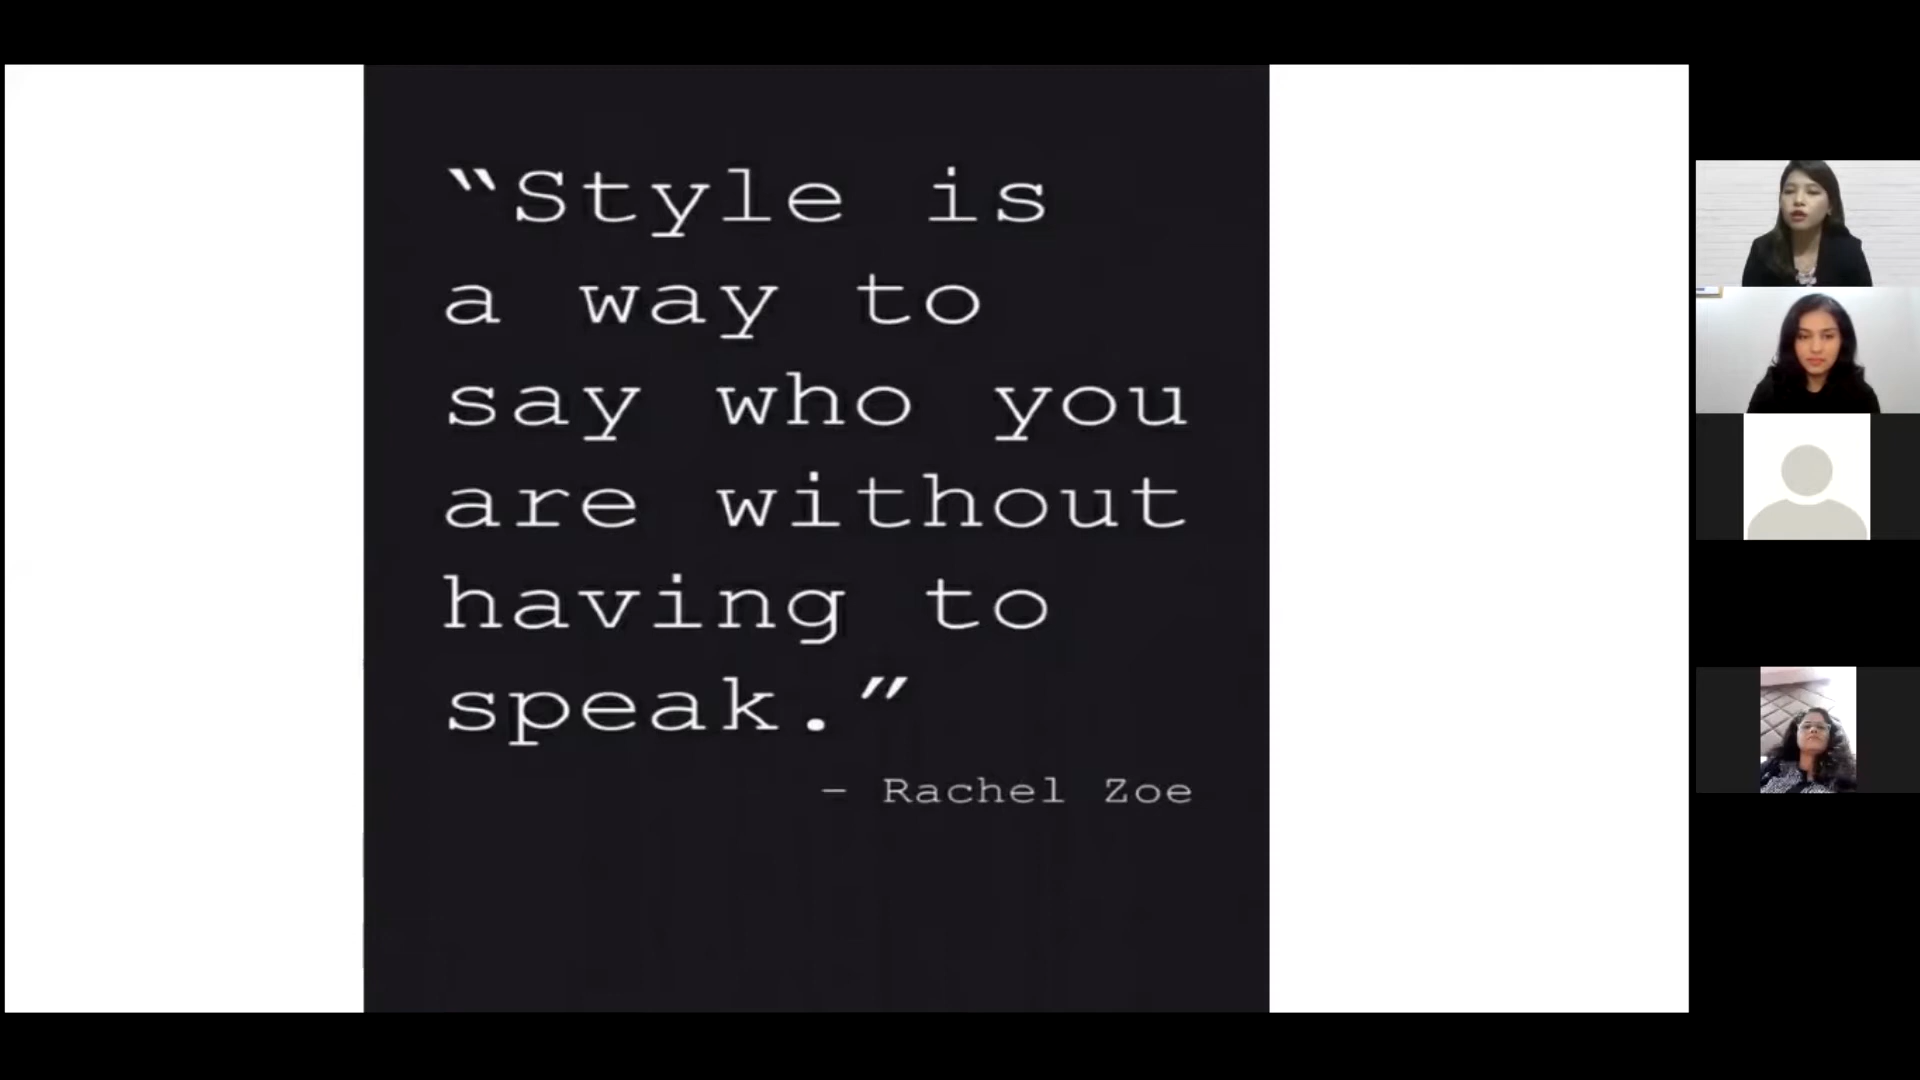 “Style is
a way to
say who you
are without
having to
speak.”
– Rachel Zoe